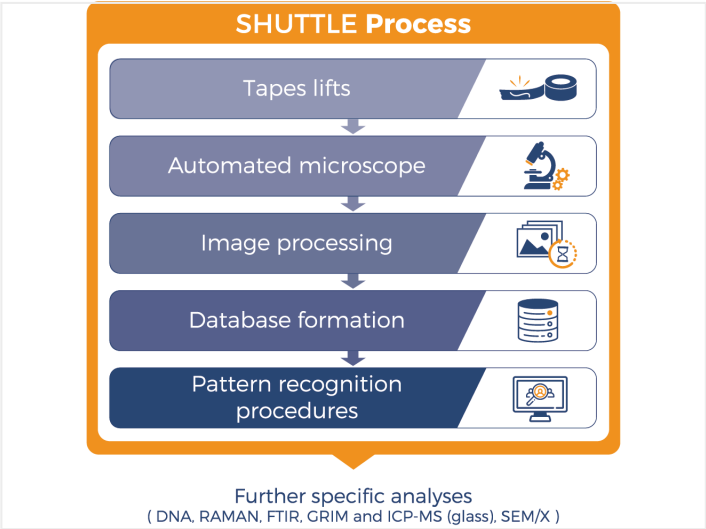 SHUTTLE Process
Tapes lifts
Automated microscope
Image processing
Database formation
Pattern recognition
procedures
Further specific analyses
( DNA, RAMAN, FTIR, GRIM and ICP-MS (glass), SEM/X )